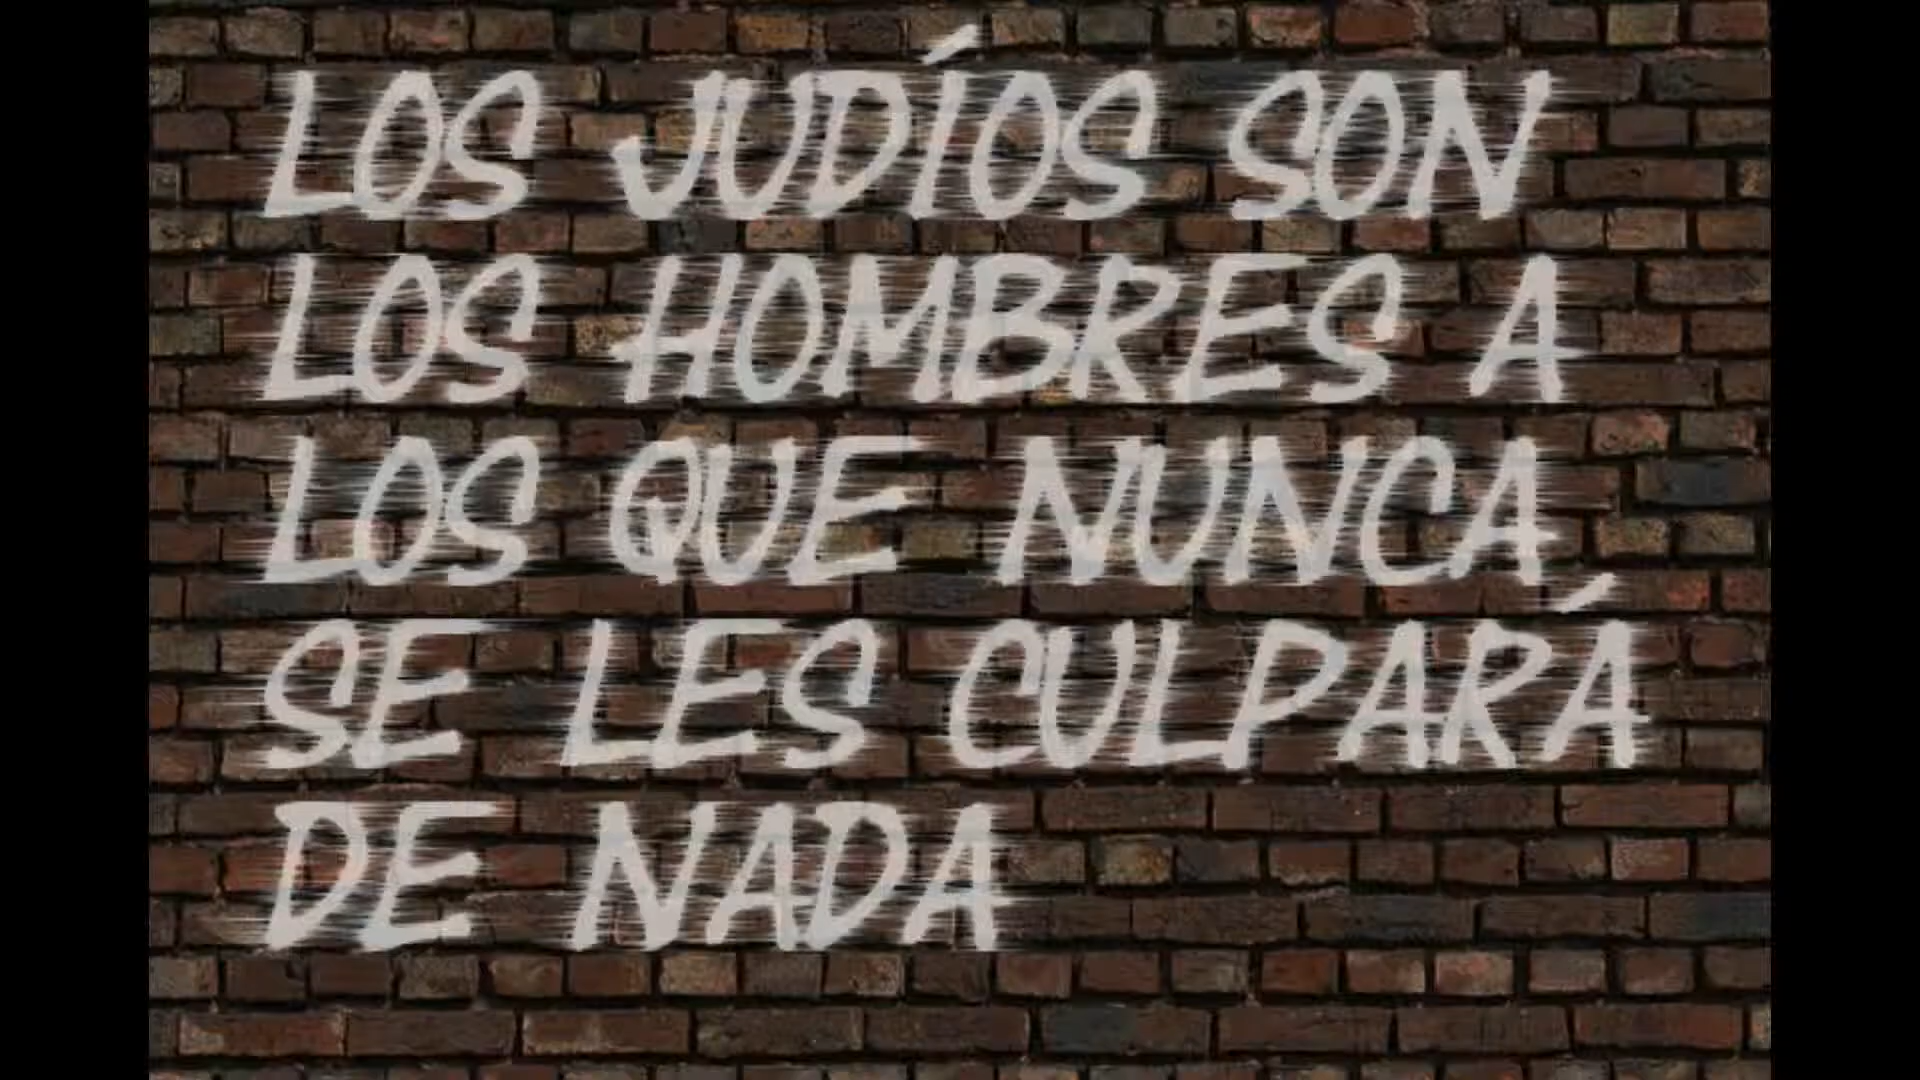 LOS JUDÍOS SON
LOS HOMBRES A
LOS QUE NUNCA
SE LES CULPARÁ
DE NADA